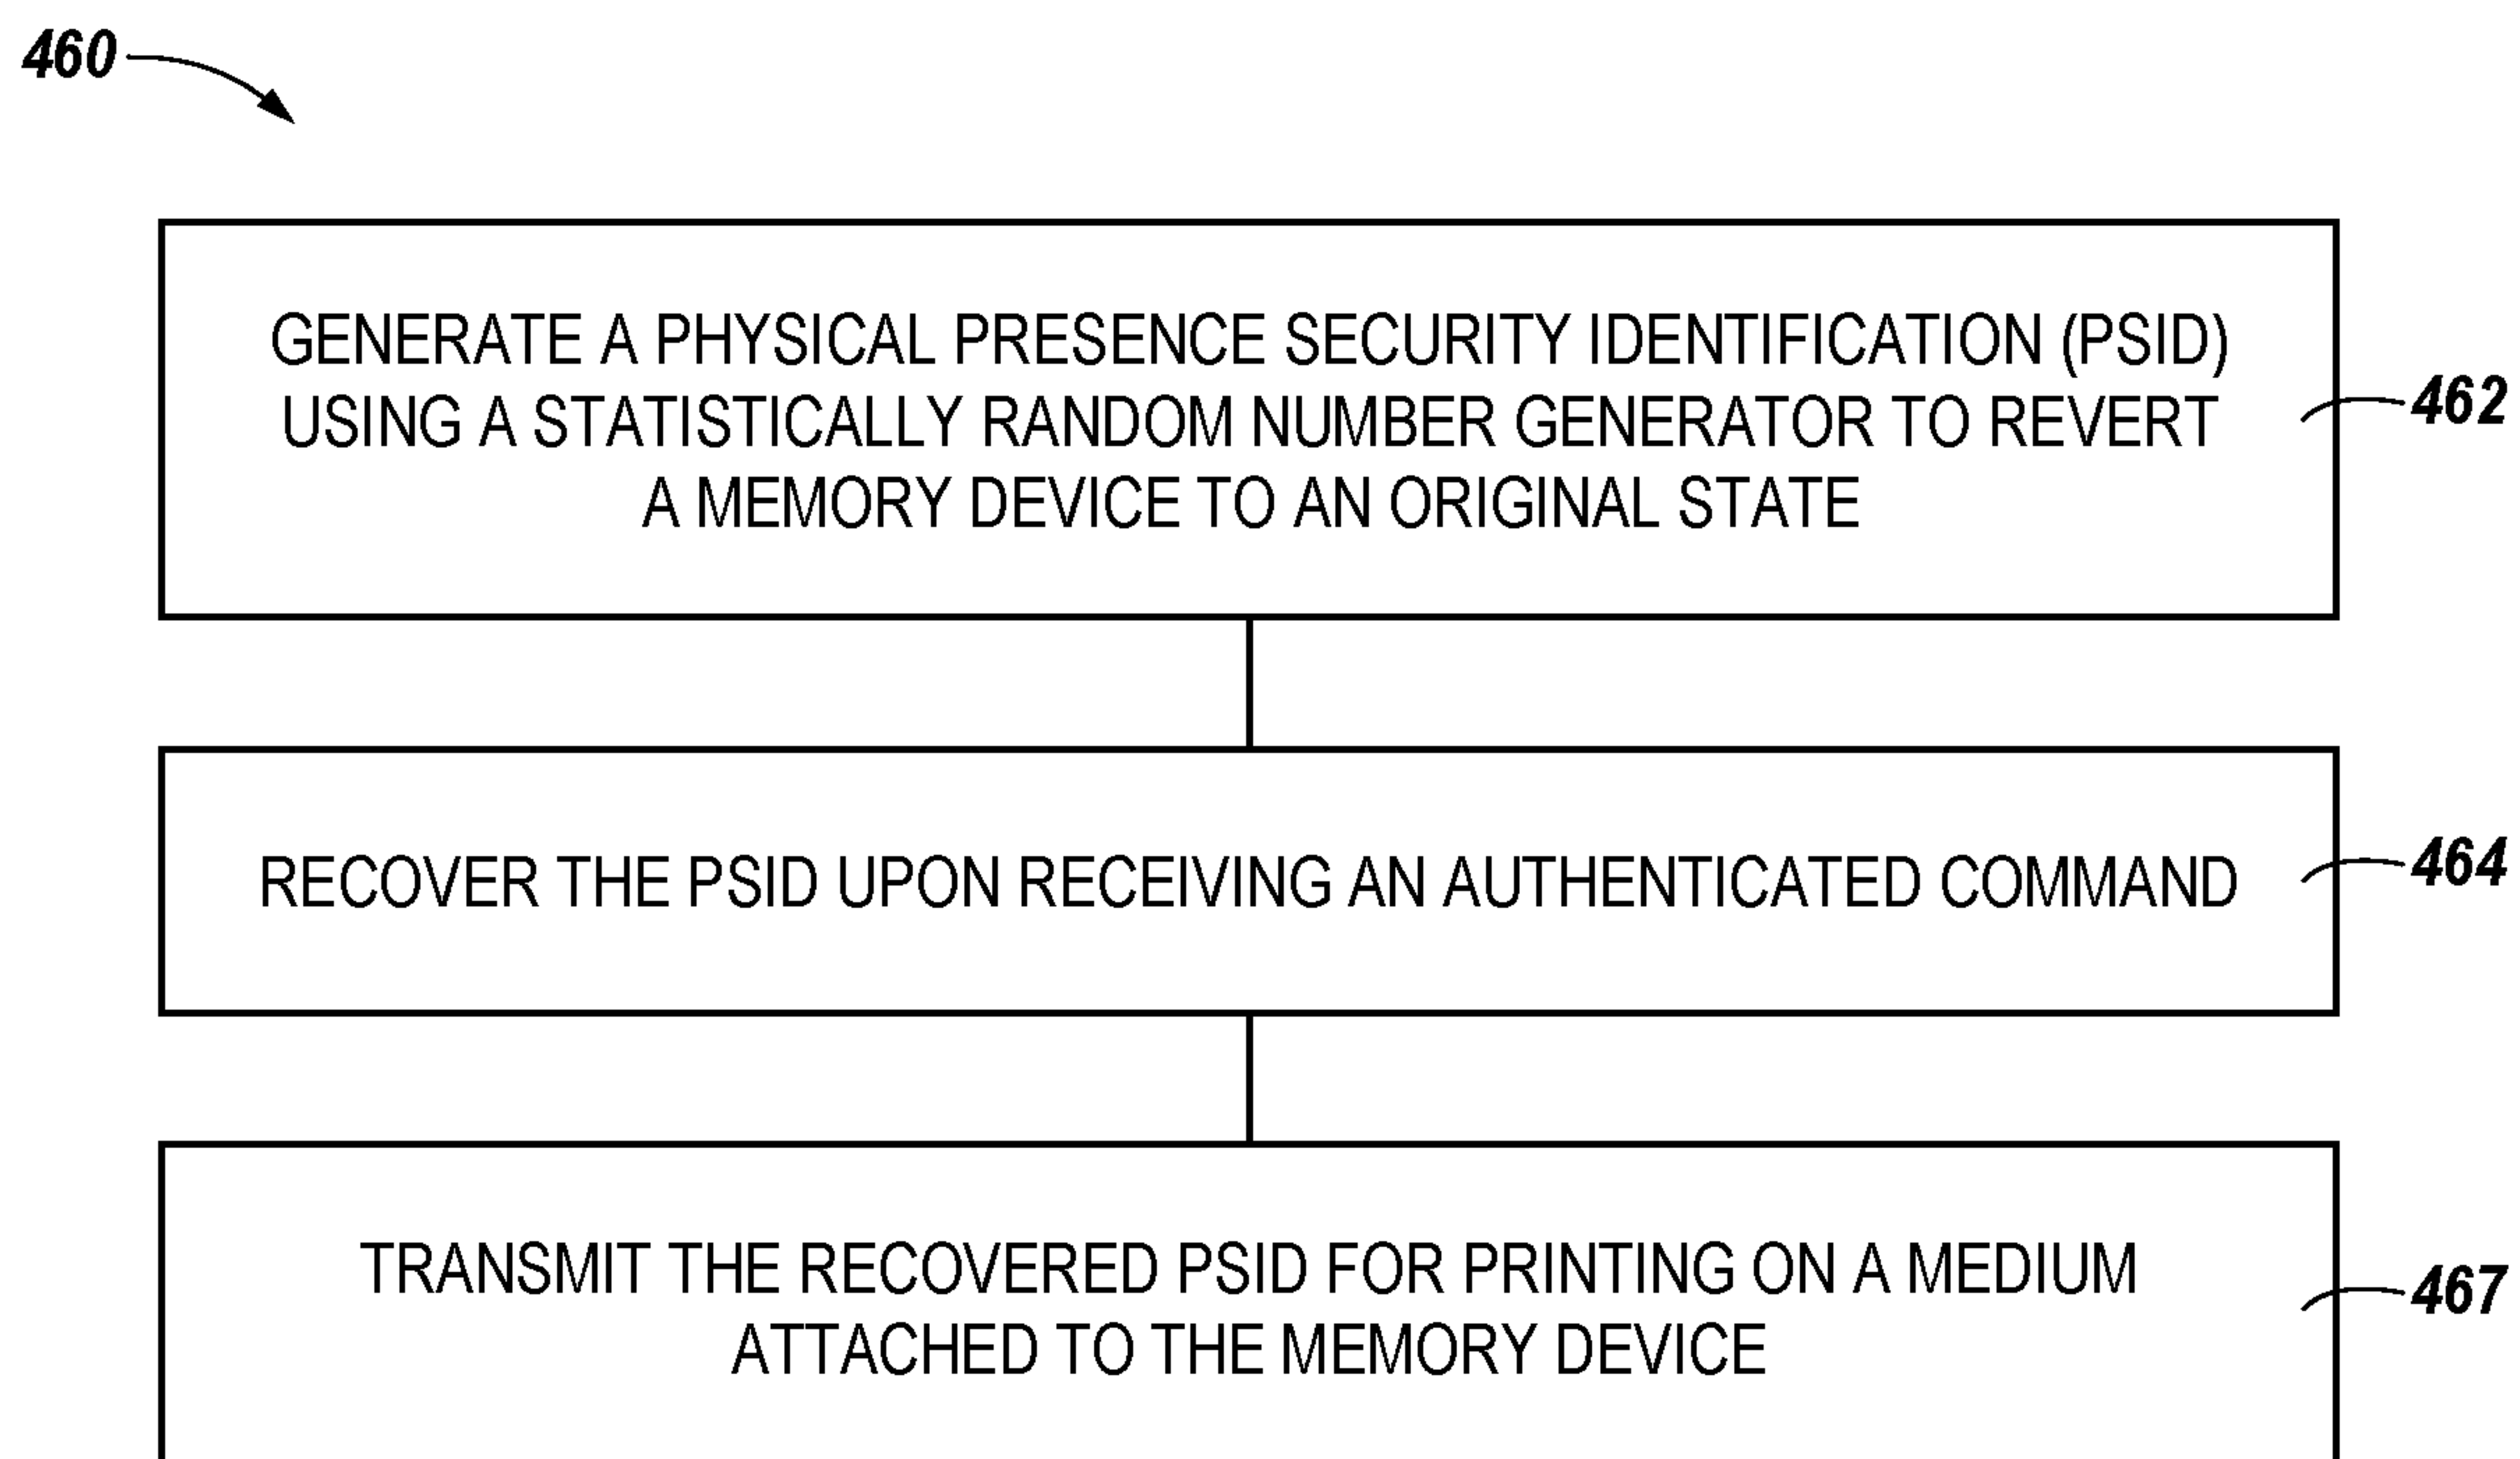 460
GENERATE A PHYSICAL PRESENCE SECURITY IDENTIFICATION (PSID)
USING A STATISTICALLY RANDOM NUMBER GENERATOR TO REVERT
A MEMORY DEVICE TO AN ORIGINAL STATE
462
RECOVER THE PSID UPON RECEIVING AN AUTHENTICATED COMMAND
464
TRANSMIT THE RECOVERED PSID FOR PRINTING ON A MEDIUM
ATTACHED TO THE MEMORY DEVICE
467